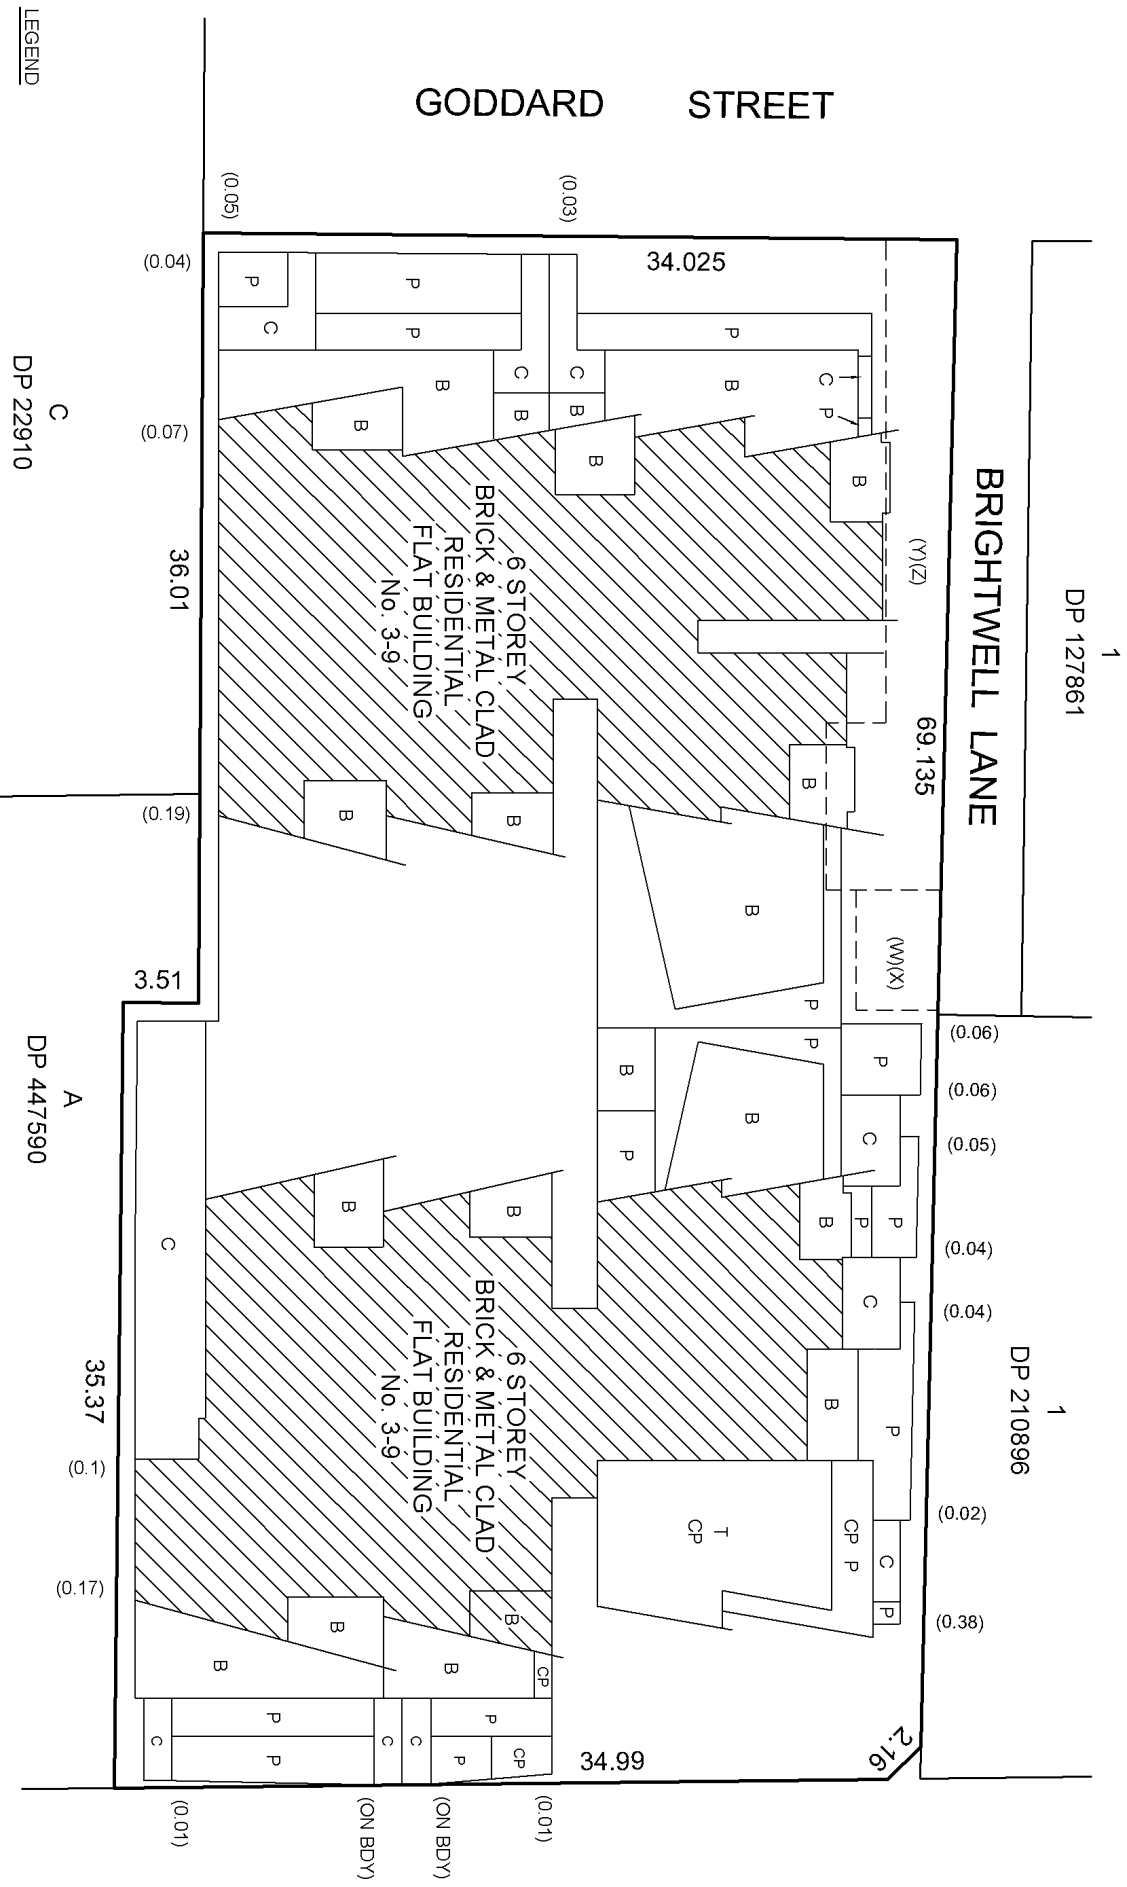 LEGEND
GODDARD STREET
(0.05)
(0.03)
34.025
(0.04)
P
C
P
P
P
B
C
C
B
B
B
C
P
B
B
B
(0.07)
C
DP 22910
36.01
6 STOREY
BRICK & METAL CLAD
RESIDENTIAL
FLAT BUILDING
No. 3-9
(Y)(Z)
BRIGHTWELL LANE
1
DP 127861
69.135
B
B
B
(0.19)
B
(W)(X)
P
3.51
P
B
P
B
P
C
(0.06)
(0.06)
(0.05)
A
DP 447590
C
B
B
B
P
P
(0.04)
C
(0.04)
6 STOREY
BRICK & METAL CLAD
RESIDENTIAL
FLAT BUILDING
No. 3-9
B
P
1
DP 210896
35.37
(0.1)
T
CP
CP P
C
P
(0.02)
(0.38)
(0.17)
B
B
B
B
CP
P
P
C
C
C
P
P
CP
34.99
2.16
(0.01)
(ON BDY)
(ON BDY)
(0.01)